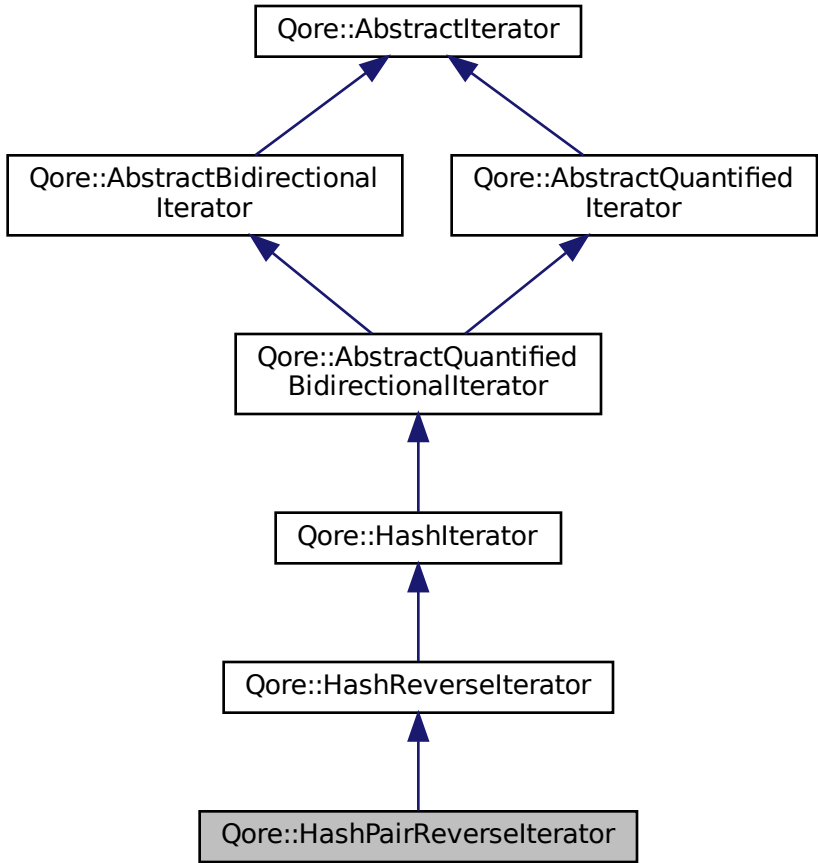 Qore::AbstractIterator
Qore::AbstractBidirectional
Iterator
Qore::AbstractQuantified
Iterator
Qore::AbstractQuantified
BidirectionalIterator
Qore::HashIterator
Qore::HashReverseIterator
Qore::HashPairReverseIterator